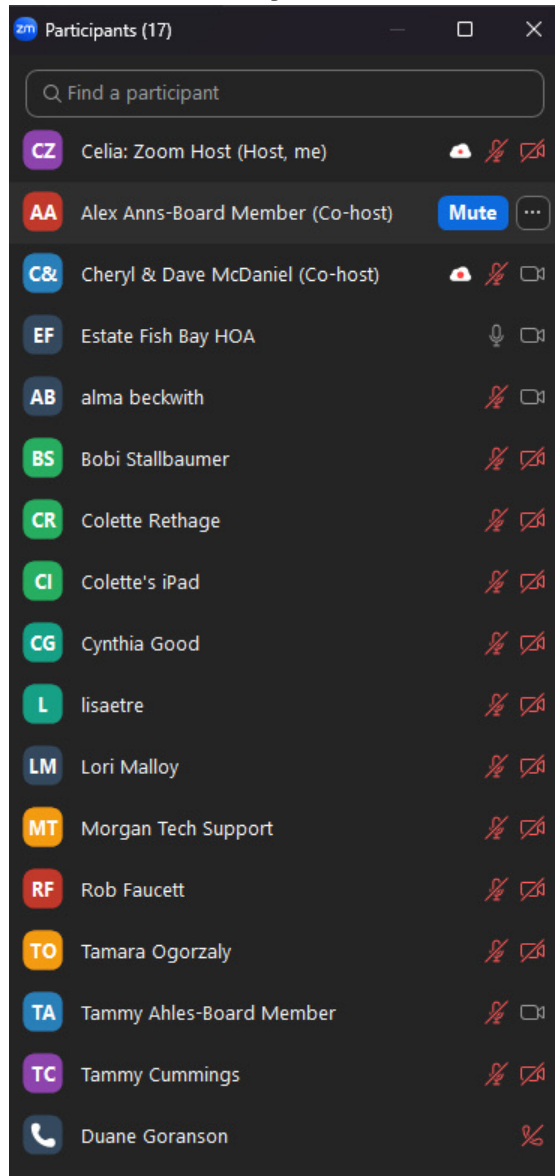 zm Participants (17)
Find a participant
CZ Celia: Zoom Host (Host, me)
AA Alex Anns-Board Member (Co-host) Mute ...
C& Cheryl & Dave McDaniel (Co-host)
EF Estate Fish Bay HOA
AB alma beckwith
BS Bobi Stallbaumer
CR Colette Rethage
CI Colette's iPad
CG Cynthia Good
L lisaetre
LM Lori Malloy
MT Morgan Tech Support
RF Rob Faucett
TO Tamara Ogorzaly
TA Tammy Ahles-Board Member
TC Tammy Cummings
Duane Goranson